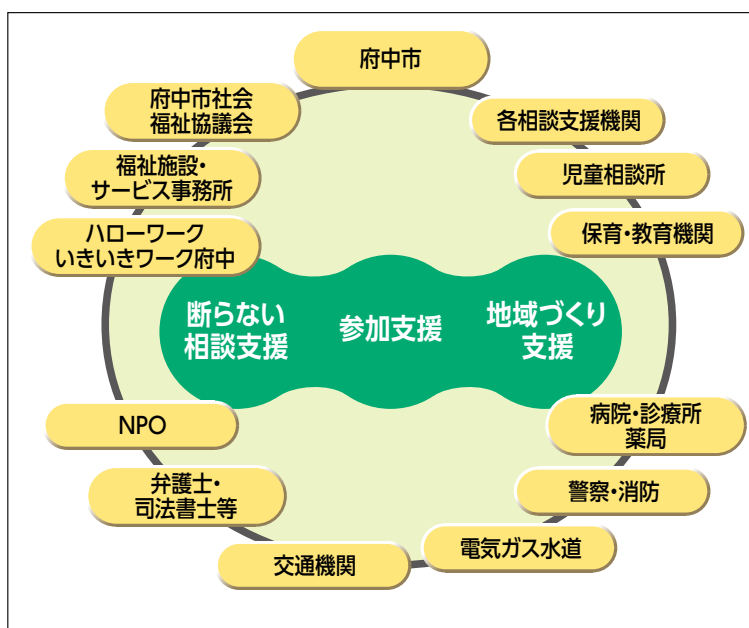 府中市
府中市社会
福祉協議会
各相談支援機関
福祉施設・
サービス事務所
児童相談所
ハローワーク
いきいきワーク府中
保育・教育機関
断らない
相談支援
参加支援
地域づくり
支援
NPO
病院・診療所
薬局
弁護士・
司法書士等
警察・消防
交通機関
電気ガス水道